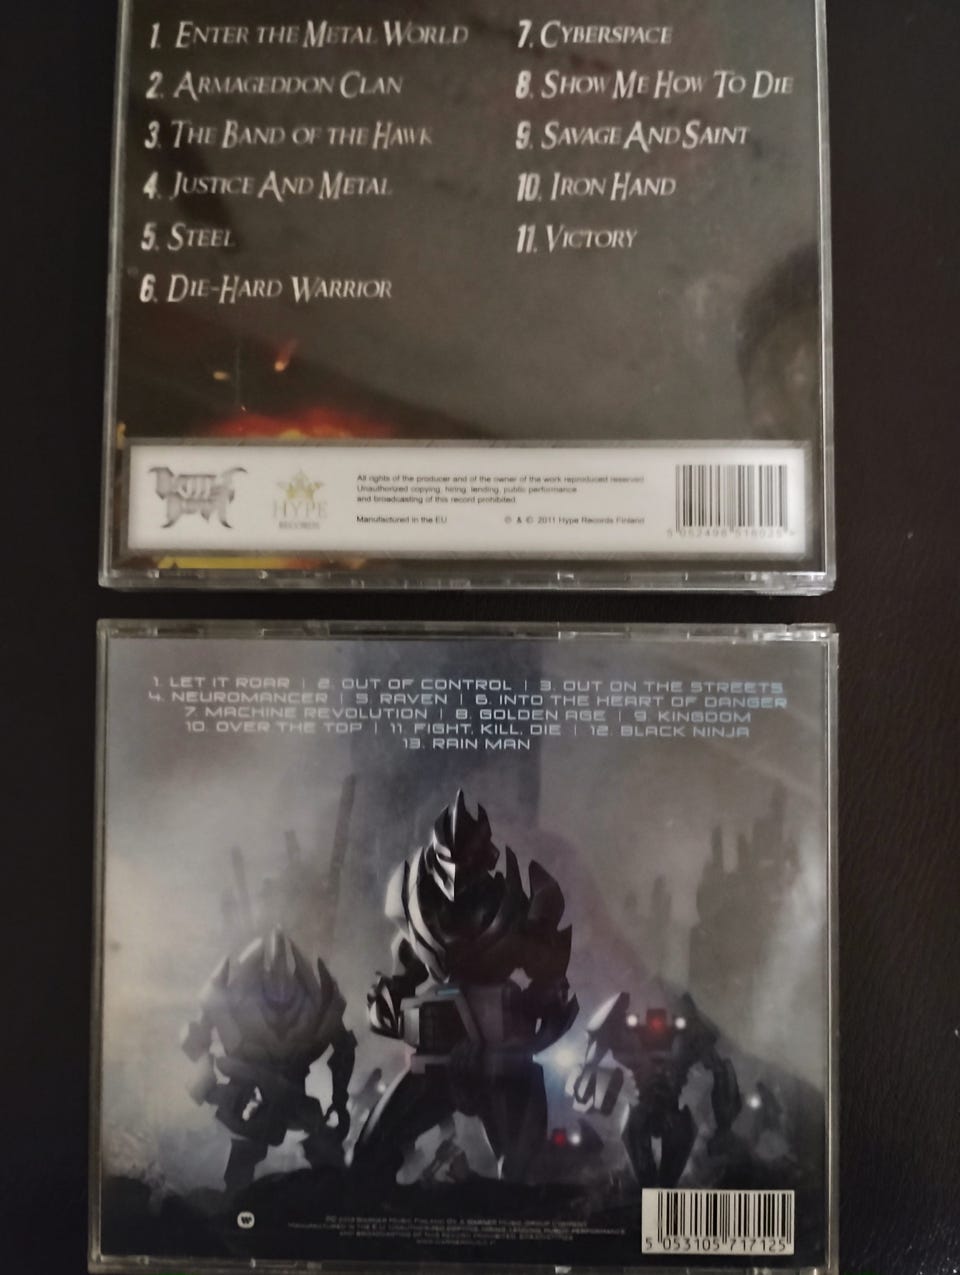 1. Enter the Metal World
2. Armageddon Clan
3. The Band of the Hawk
4. Justice And Metal
5. Steel
6. Die-Hard Warrior
7. Cyberspace
8. Show Me How To Die
9. Savage And Saint
10. Iron Hand
11. Victory
BATTLE BEAST
HYPE
RECORDS
All rights of the producer and of the owner of the work reproduced reserved.
Unauthorized copying, hiring, lending, public performance
and broadcasting of this record prohibited.
Manufactured in the EU
℗ & © 2011 Hype Records Finland
1. LET IT ROAR | 2. OUT OF CONTROL | 3. OUT ON THE STREETS
4. NEUROMANCER | 5. RAVEN | 6. INTO THE HEART OF DANGER
7. MACHINE REVOLUTION | 8. GOLDEN AGE | 9. KINGDOM
10. OVER THE TOP | 11. FIGHT, KILL, DIE | 12. BLACK NINJA
13. RAIN MAN
5 053105 717125